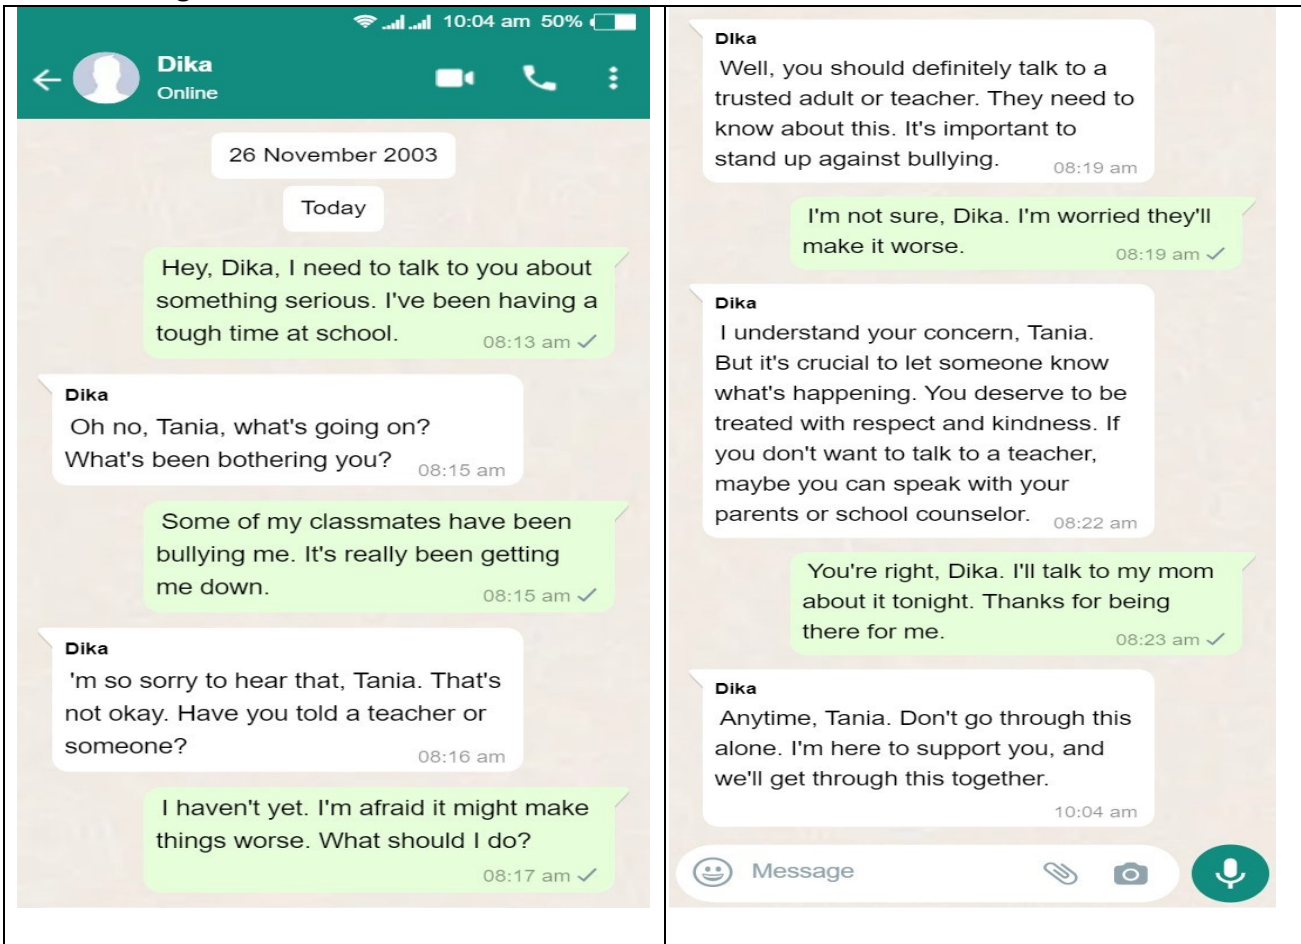 10:04 am 50%
Dika
Online
26 November 2003
Today
Hey, Dika, I need to talk to you about
something serious. I've been having a
tough time at school.
08:13 am
Dika
Oh no, Tania, what's going on?
What's been bothering you?
08:15 am
Some of my classmates have been
bullying me. It's really been getting
me down.
08:15 am
Dika
'm so sorry to hear that, Tania. That's
not okay. Have you told a teacher or
someone?
08:16 am
I haven't yet. I'm afraid it might make
things worse. What should I do?
08:17 am
DIka
Well, you should definitely talk to a
trusted adult or teacher. They need to
know about this. It's important to
stand up against bullying.
08:19 am
I'm not sure, Dika. I'm worried they'll
make it worse.
08:19 am
Dika
I understand your concern, Tania.
But it's crucial to let someone know
what's happening. You deserve to be
treated with respect and kindness. If
you don't want to talk to a teacher,
maybe you can speak with your
parents or school counselor.
08:22 am
You're right, Dika. I'll talk to my mom
about it tonight. Thanks for being
there for me.
08:23 am
Dika
Anytime, Tania. Don't go through this
alone. I'm here to support you, and
we'll get through this together.
10:04 am
Message